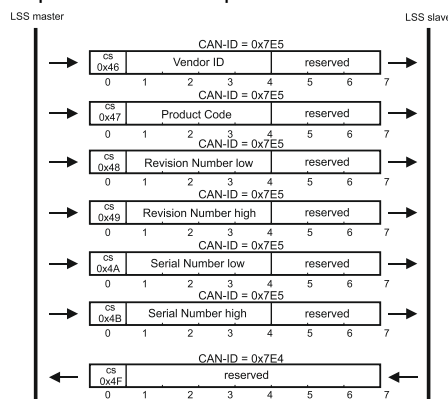 LSS master LSS slave
CAN-ID = 0x7E5
cs
0x46 Vendor ID reserved
0 1 2 3 4 5 6 7
CAN-ID = 0x7E5
cs
0x47 Product Code reserved
0 1 2 3 4 5 6 7
CAN-ID = 0x7E5
cs
0x48 Revision Number low reserved
0 1 2 3 4 5 6 7
CAN-ID = 0x7E5
cs
0x49 Revision Number high reserved
0 1 2 3 4 5 6 7
CAN-ID = 0x7E5
cs
0x4A Serial Number low reserved
0 1 2 3 4 5 6 7
CAN-ID = 0x7E5
cs
0x4B Serial Number high reserved
0 1 2 3 4 5 6 7
CAN-ID = 0x7E4
cs
0x4F reserved
0 1 2 3 4 5 6 7